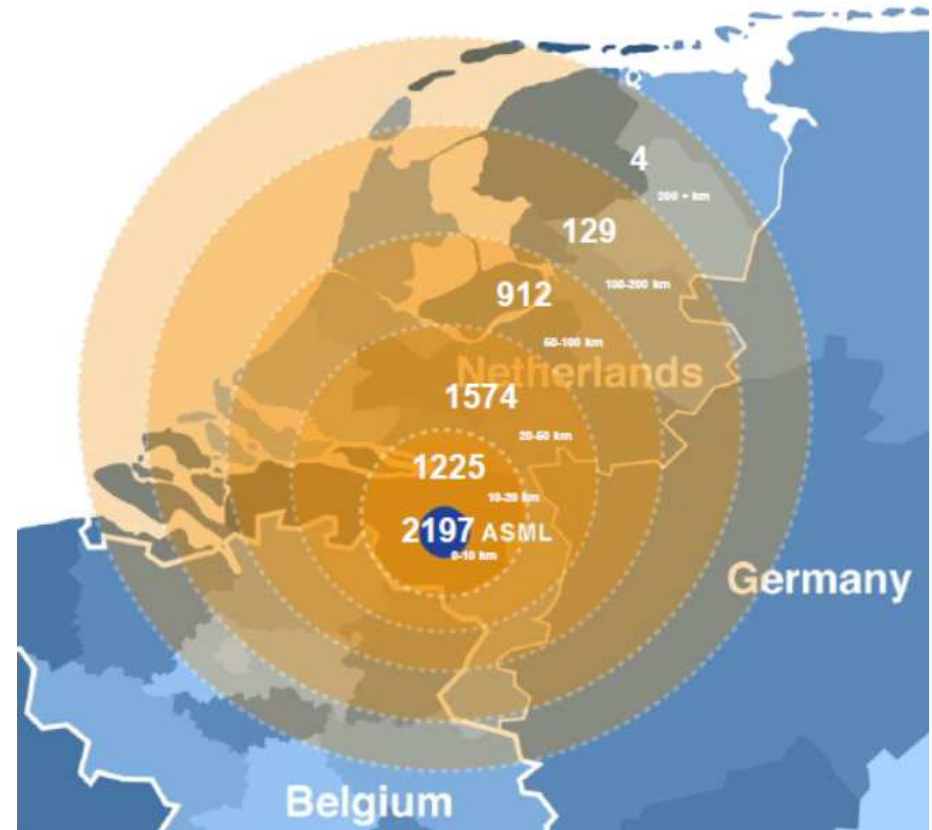 4
200 + km
129
100-200 km
912
50-100 km
Netherlands
1574
20-50 km
1225
10-20 km
2197 ASML
0-10 km
Germany
Belgium